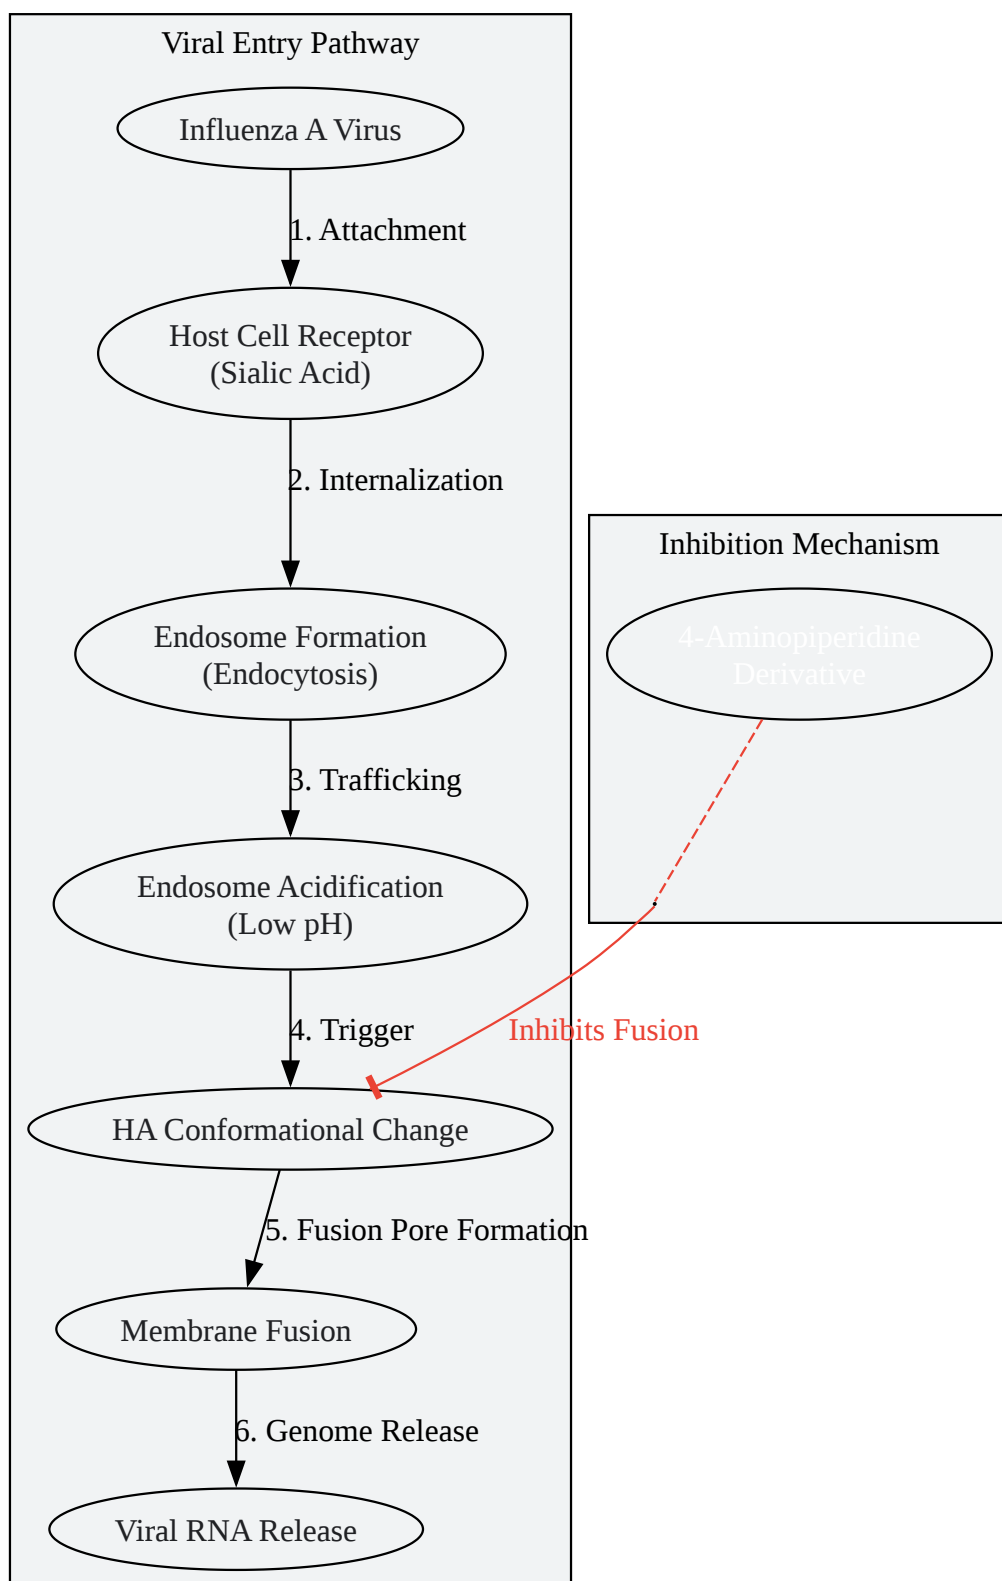 Viral Entry Pathway
Influenza A Virus
1. Attachment
Host Cell Receptor
(Sialic Acid)
2. Internalization
Endosome Formation
(Endocytosis)
3. Trafficking
Endosome Acidification
(Low pH)
4. Trigger
HA Conformational Change
5. Fusion Pore Formation
Membrane Fusion
6. Genome Release
Viral RNA Release
Inhibition Mechanism
4-Aminopiperidine
Derivative
Inhibits Fusion